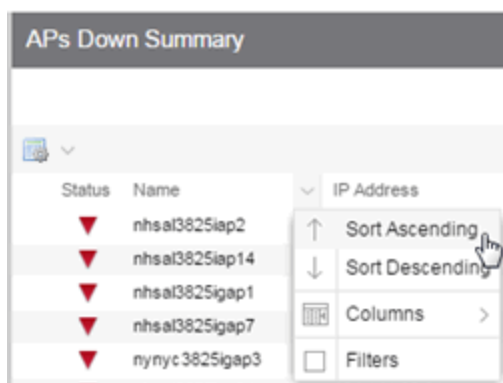 APs Down Summary
Status Name IP Address
nhsal3825iap2
nhsal3825iap14
nhsal3825igap1
nhsal3825igap7
nynyc3825igap3
Sort Ascending
Sort Descending
Columns
Filters